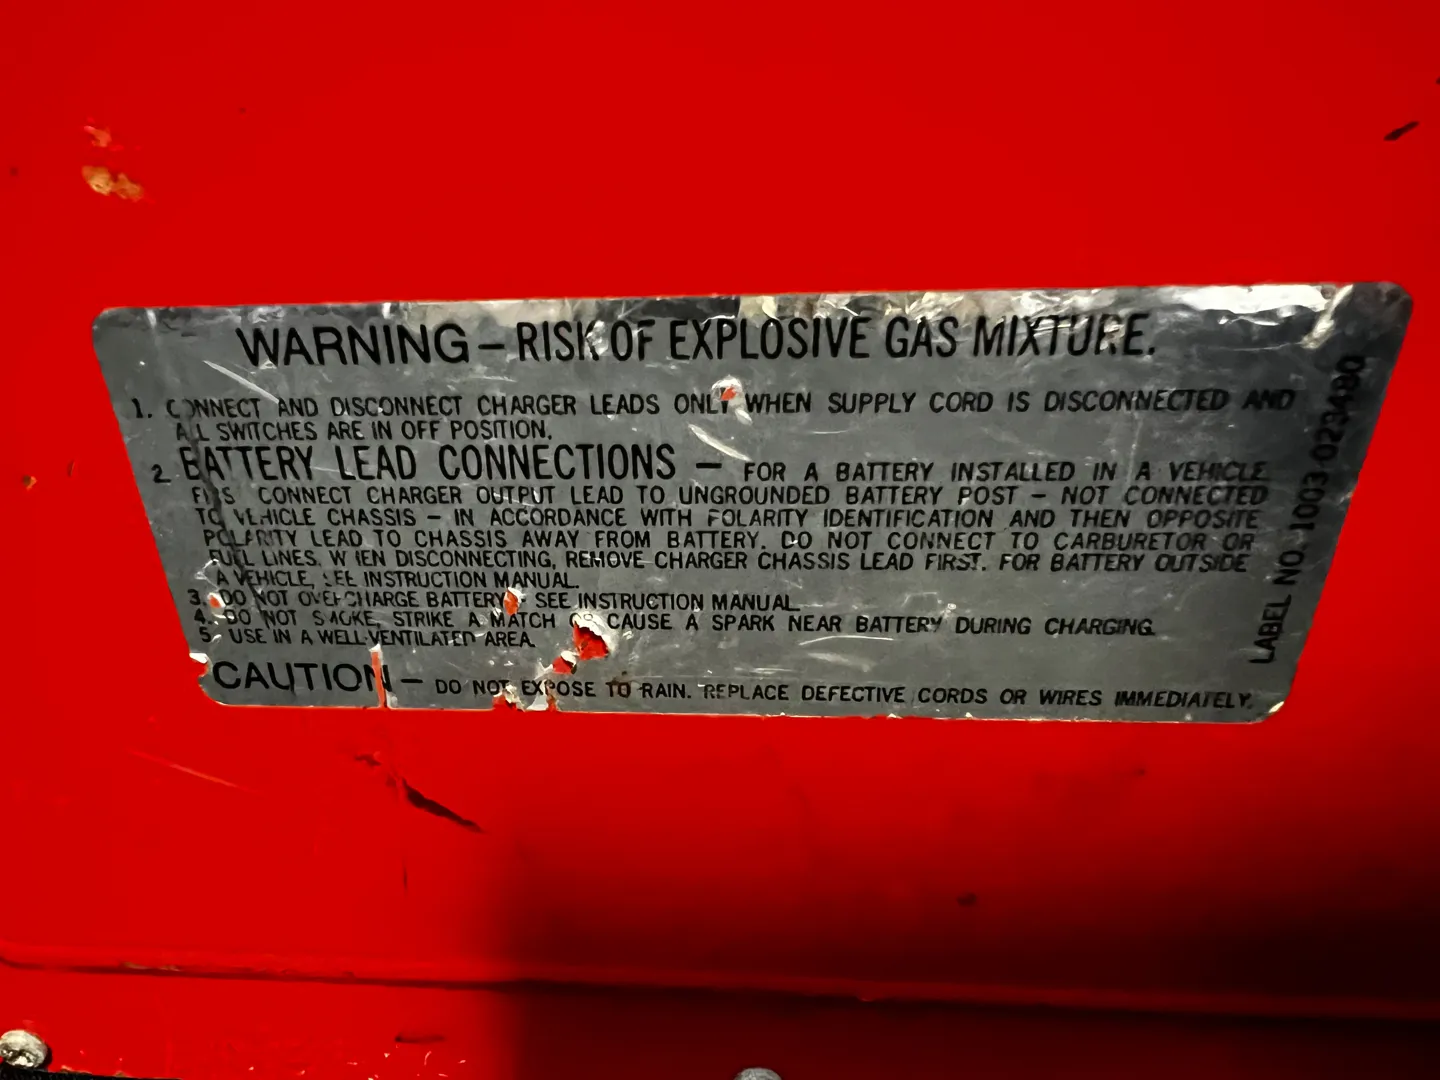 WARNING – RISK OF EXPLOSIVE GAS MIXTURE.
1. CONNECT AND DISCONNECT CHARGER LEADS ONLY WHEN SUPPLY CORD IS DISCONNECTED AND
ALL SWITCHES ARE IN OFF POSITION.
2. BATTERY LEAD CONNECTIONS – FOR A BATTERY INSTALLED IN A VEHICLE
FIRST CONNECT CHARGER OUTPUT LEAD TO UNGROUNDED BATTERY POST – NOT CONNECTED
TO VEHICLE CHASSIS – IN ACCORDANCE WITH POLARITY IDENTIFICATION AND THEN OPPOSITE
POLARITY LEAD TO CHASSIS AWAY FROM BATTERY. DO NOT CONNECT TO CARBURETOR OR
FUEL LINES. WHEN DISCONNECTING, REMOVE CHARGER CHASSIS LEAD FIRST. FOR BATTERY OUTSIDE
A VEHICLE, SEE INSTRUCTION MANUAL.
3. DO NOT OVERCHARGE BATTERY - SEE INSTRUCTION MANUAL
4. DO NOT SMOKE, STRIKE A MATCH OR CAUSE A SPARK NEAR BATTERY DURING CHARGING.
5. USE IN A WELL-VENTILATED AREA.
CAUTION – DO NOT EXPOSE TO RAIN. REPLACE DEFECTIVE CORDS OR WIRES IMMEDIATELY.
LABEL NO. 1003-023480